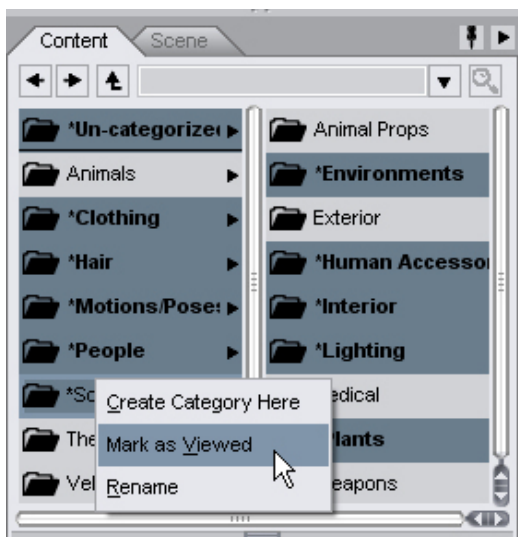 Content
Scene
*Un-categorize
Animals
*Clothing
*Hair
*Motions/Pose
*People
*Sc
The
Animal Props
*Environments
Exterior
*Human Accesso
*Interior
*Lighting
edical
lants
eapons
Create Category Here
Mark as Viewed
Rename